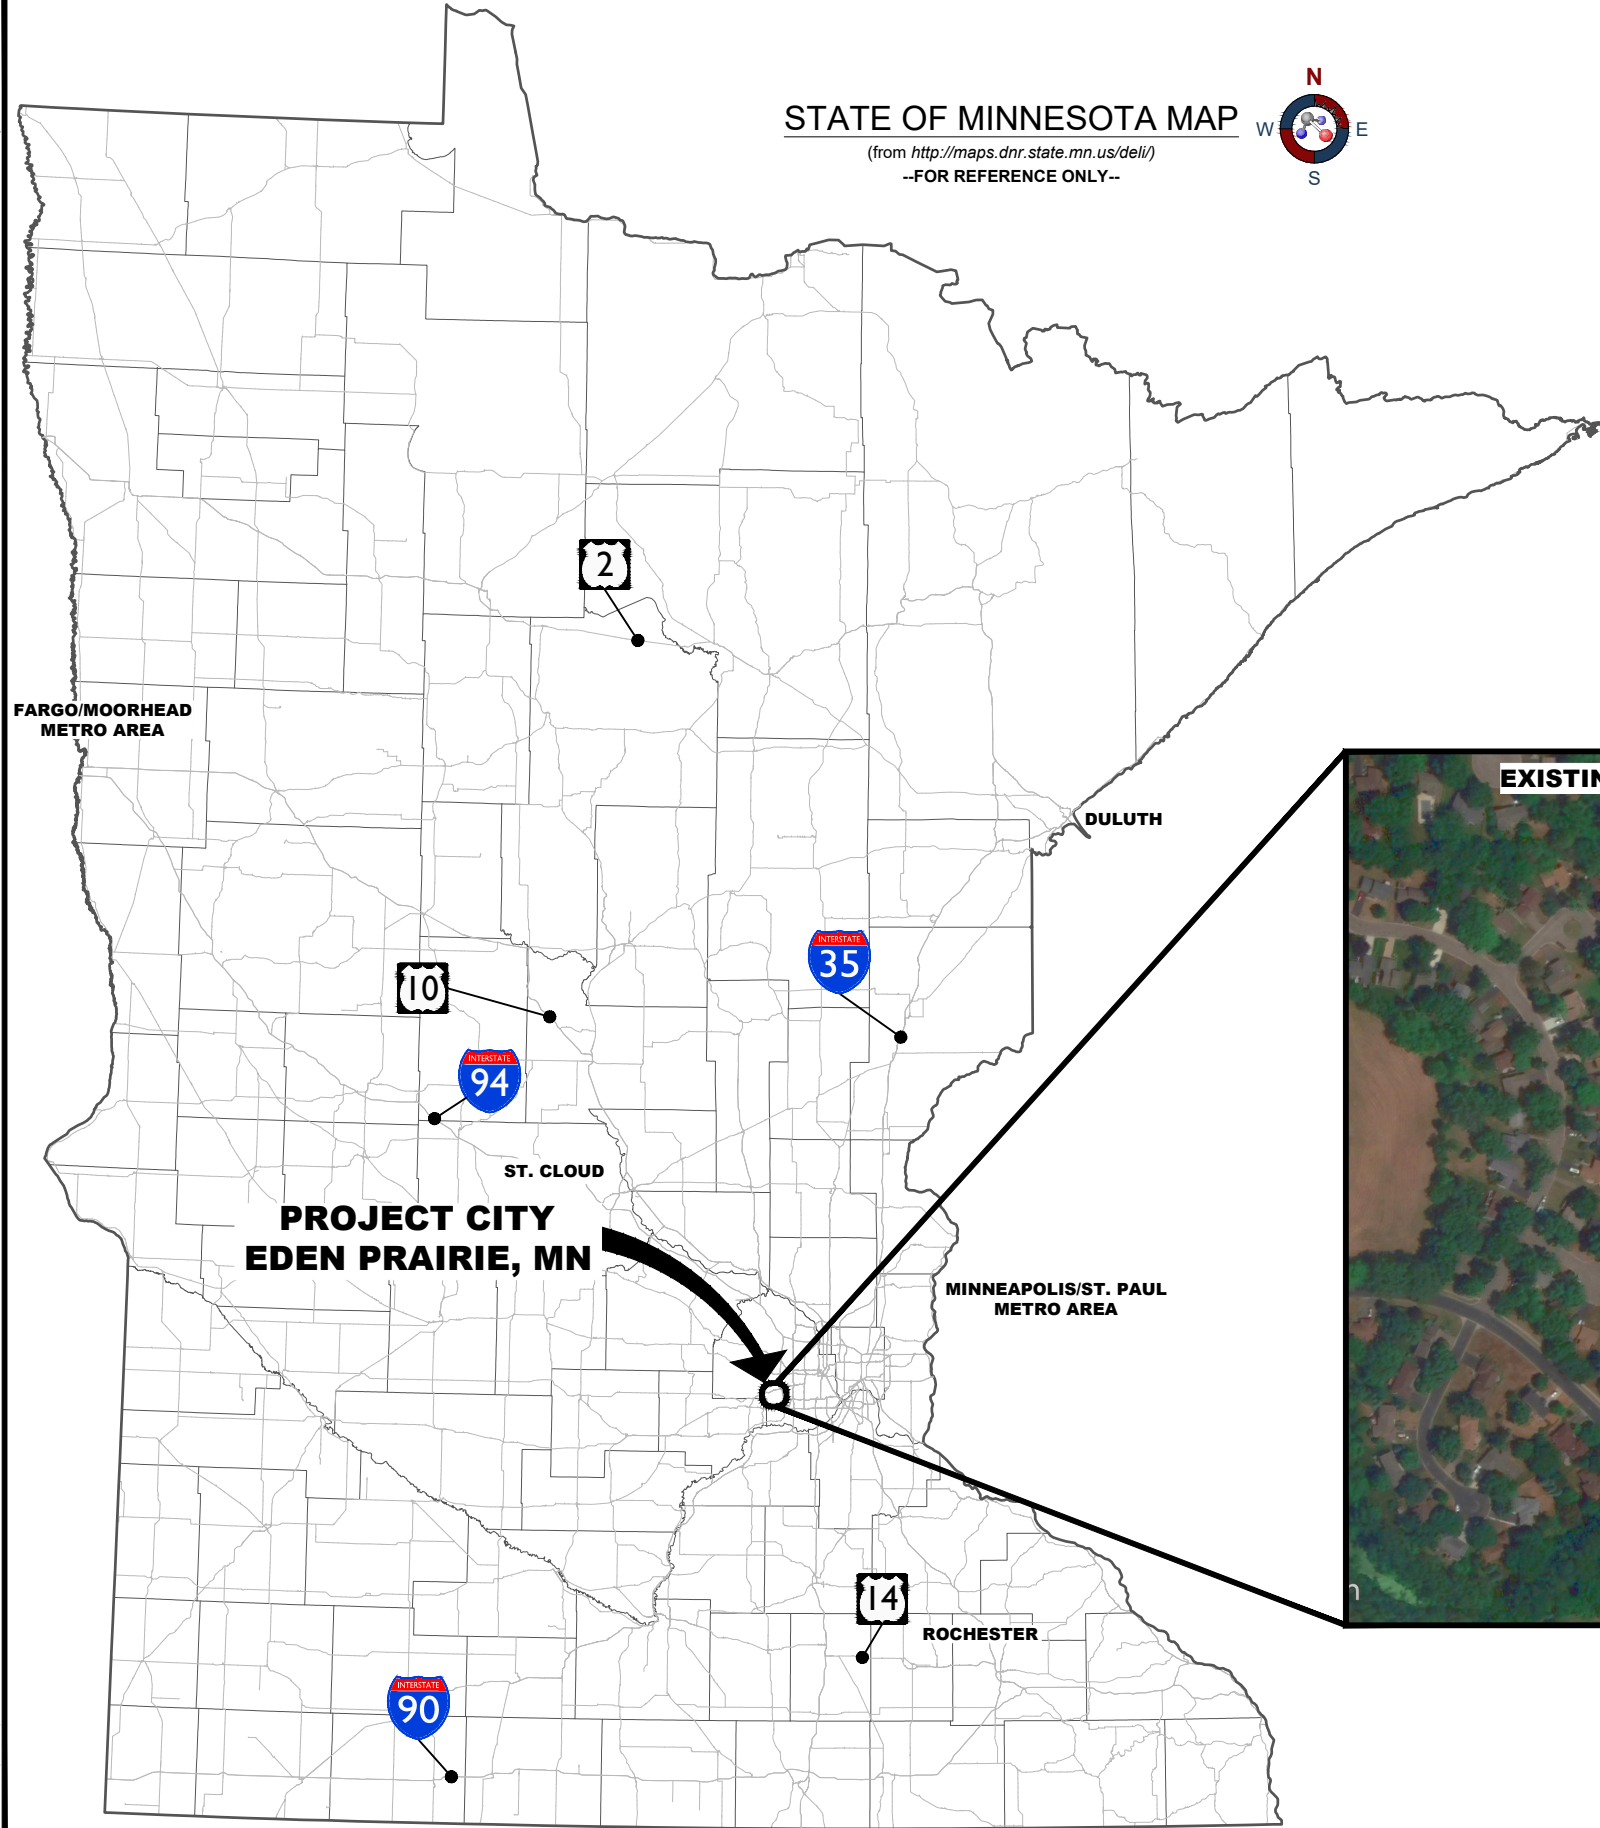 STATE OF MINNESOTA MAP
(from http://maps.dnr.state.mn.us/deli/)
--FOR REFERENCE ONLY--
N
W
E
S
2
FARGO/MOORHEAD
METRO AREA
EXISTIN
DULUTH
INTERSTATE
35
10
INTERSTATE
94
ST. CLOUD
PROJECT CITY
EDEN PRAIRIE, MN
MINNEAPOLIS/ST. PAUL
METRO AREA
14
ROCHESTER
INTERSTATE
90